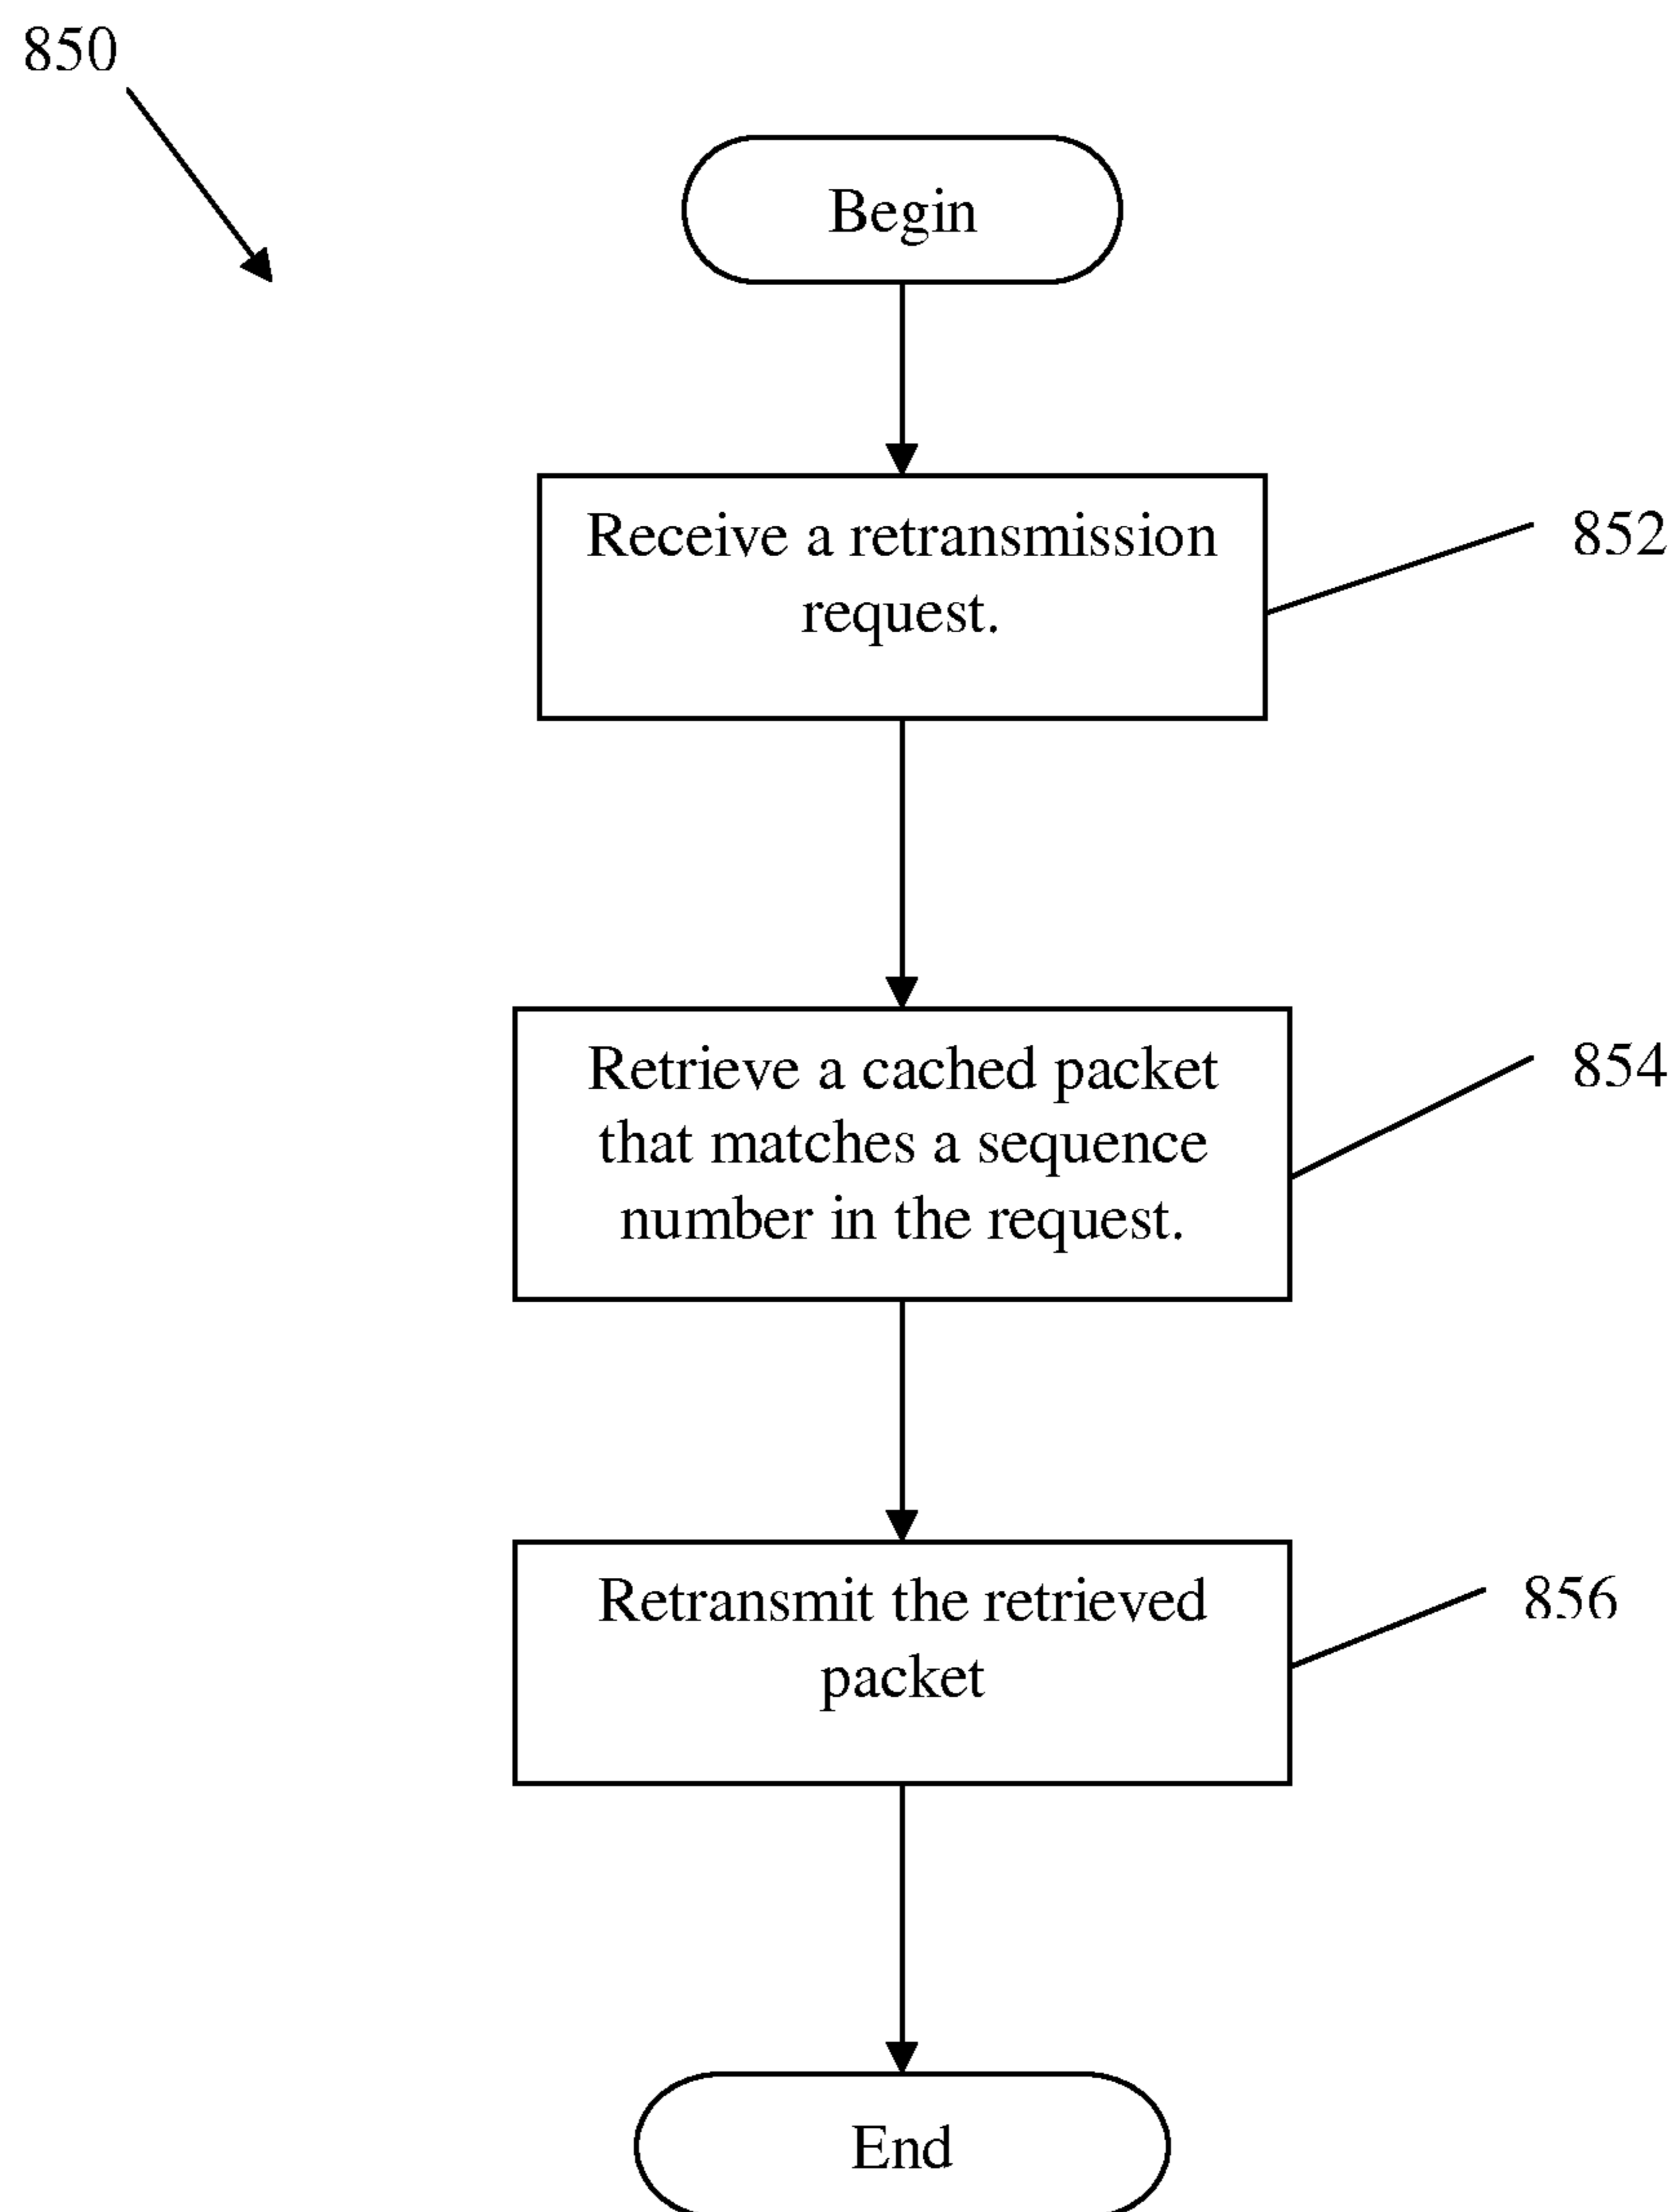 850
Begin
Receive a retransmission
request.
852
Retrieve a cached packet
that matches a sequence
number in the request.
854
Retransmit the retrieved
packet
856
End